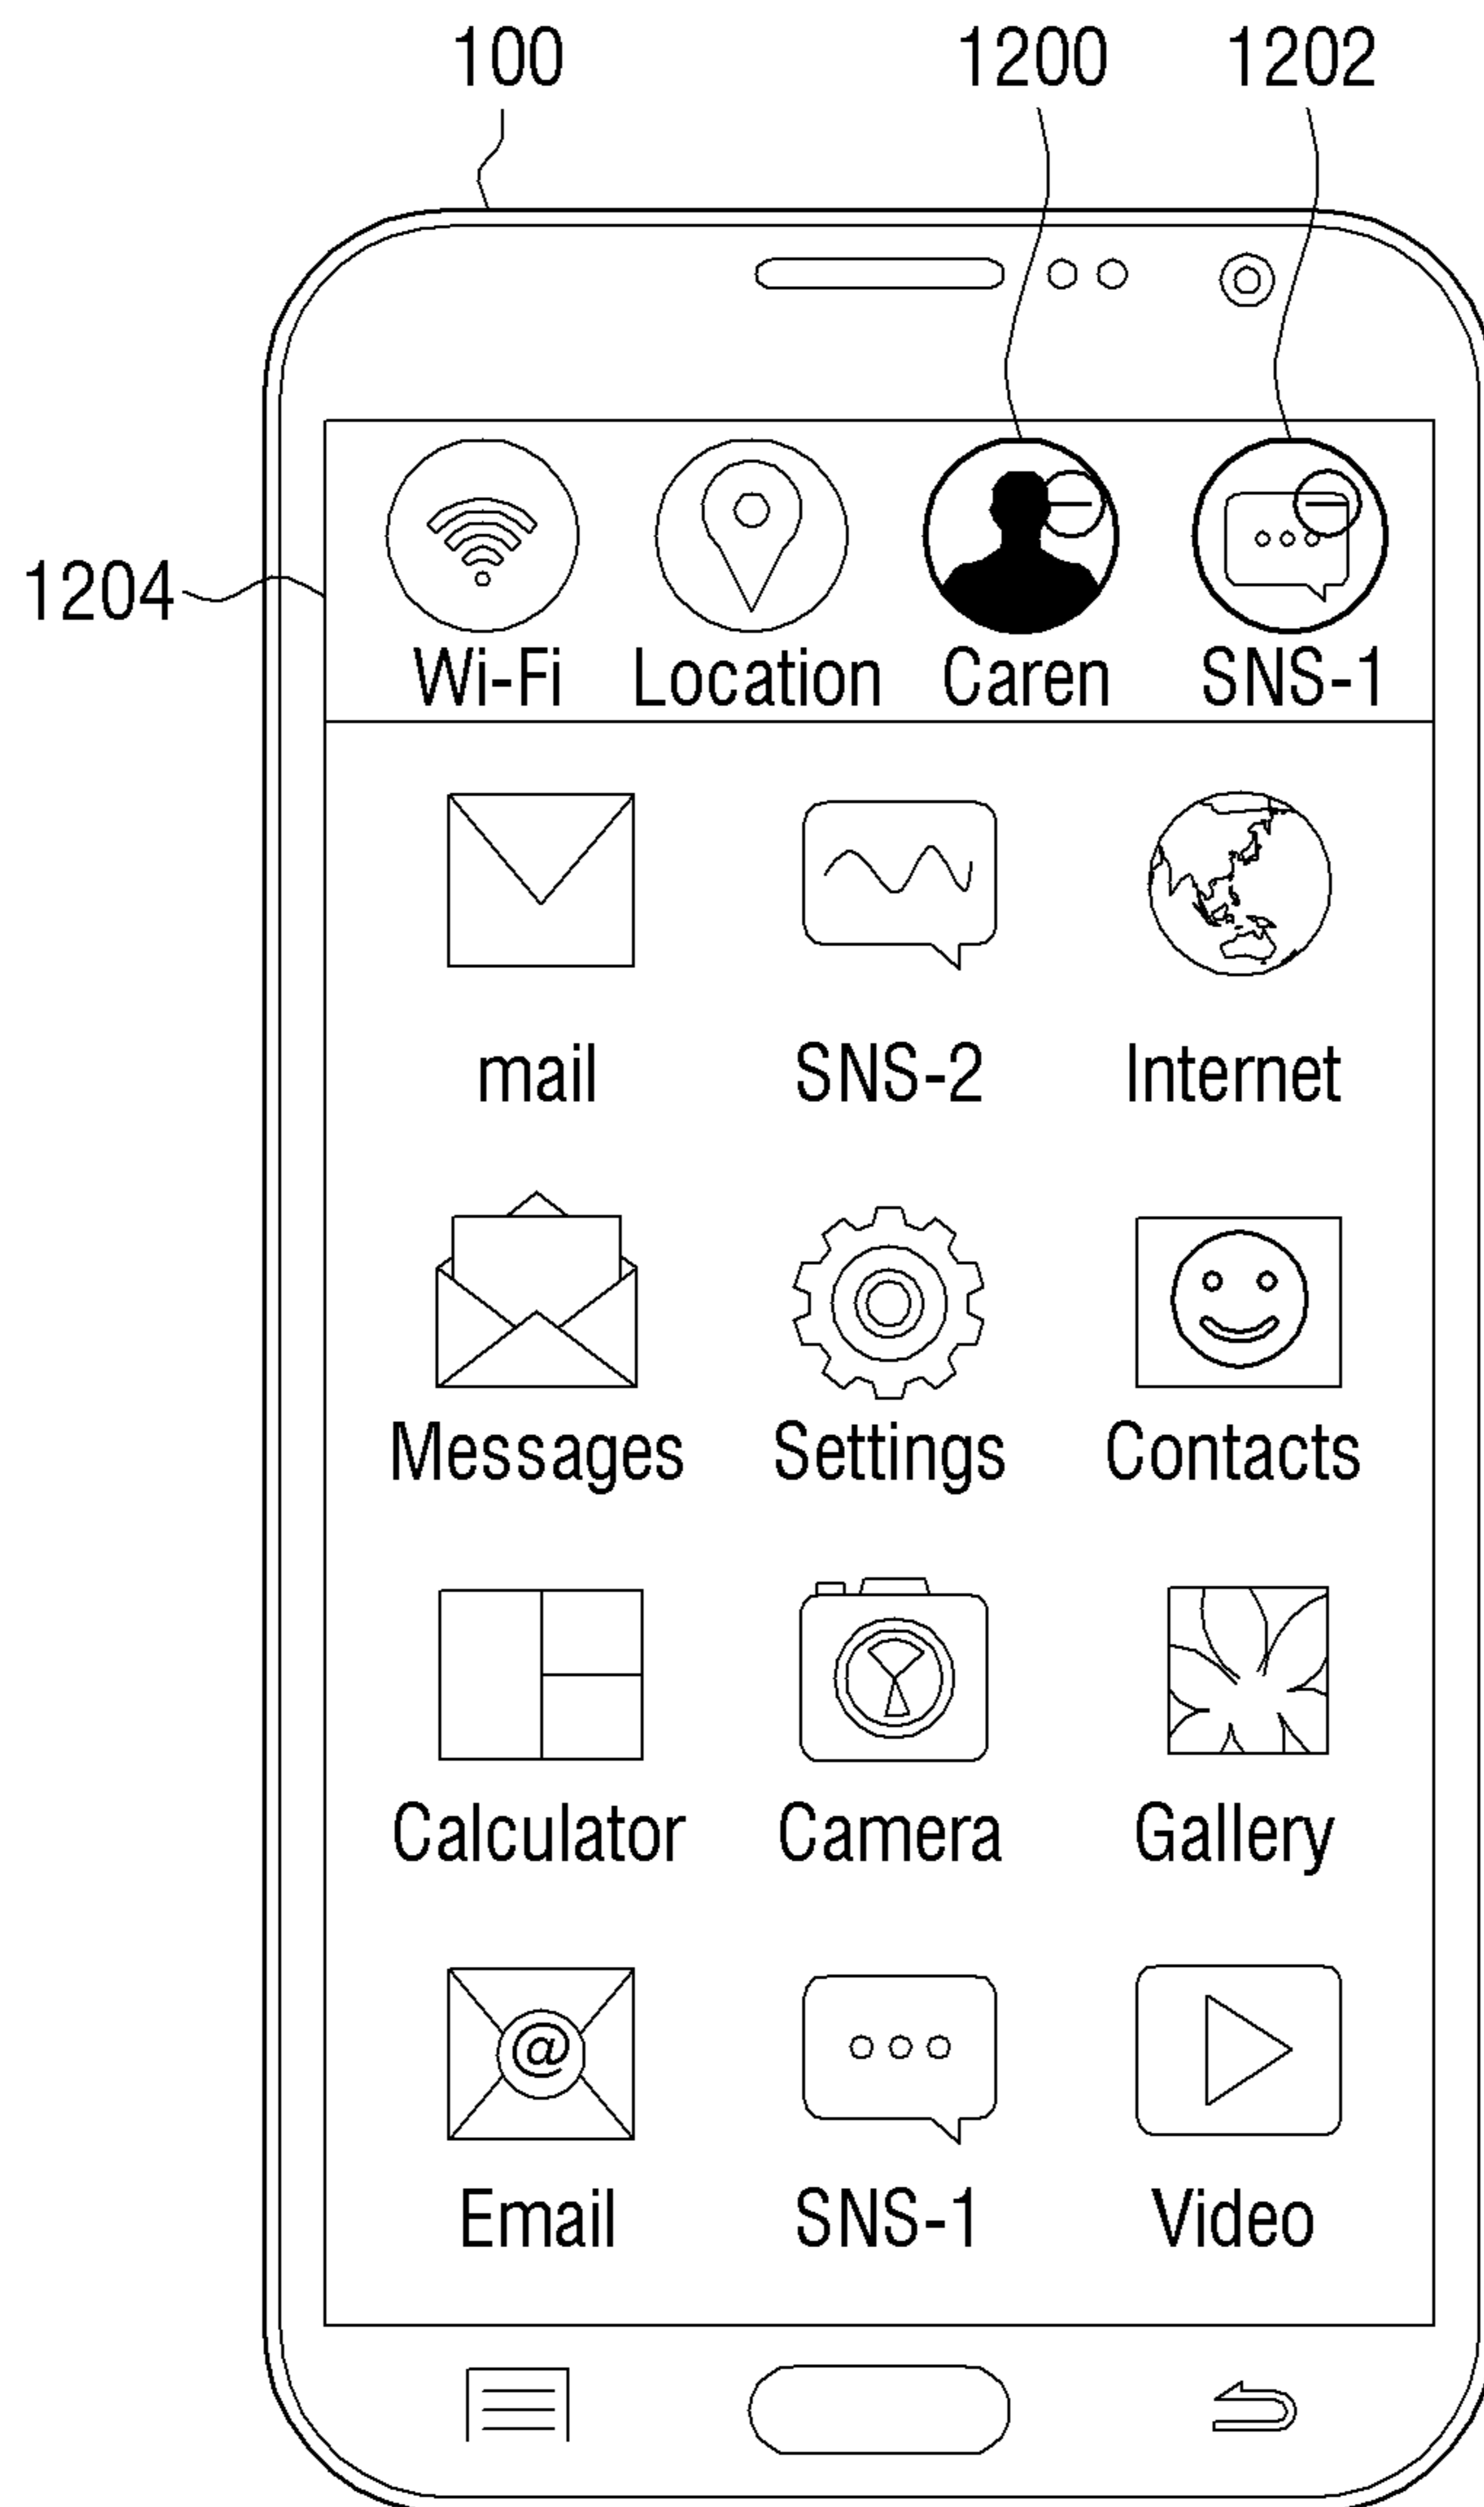 100 1200 1202
1204
Wi-Fi Location Caren SNS-1
mail SNS-2 Internet
Messages Settings Contacts
Calculator Camera Gallery
@
Email SNS-1 Video